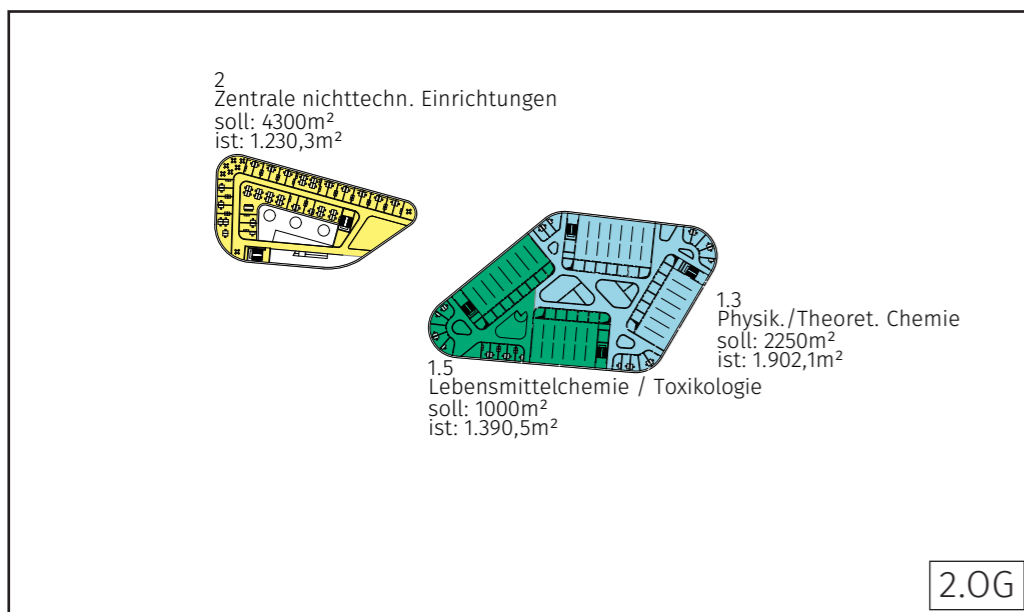 2
Zentrale nichttechn. Einrichtungen
soll: 4300m²
ist: 1.230,3m²
1.3
Physik./Theoret. Chemie
soll: 2250m²
ist: 1.902,1m²
1.5
Lebensmittelchemie / Toxikologie
soll: 1000m²
ist: 1.390,5m²
2.OG